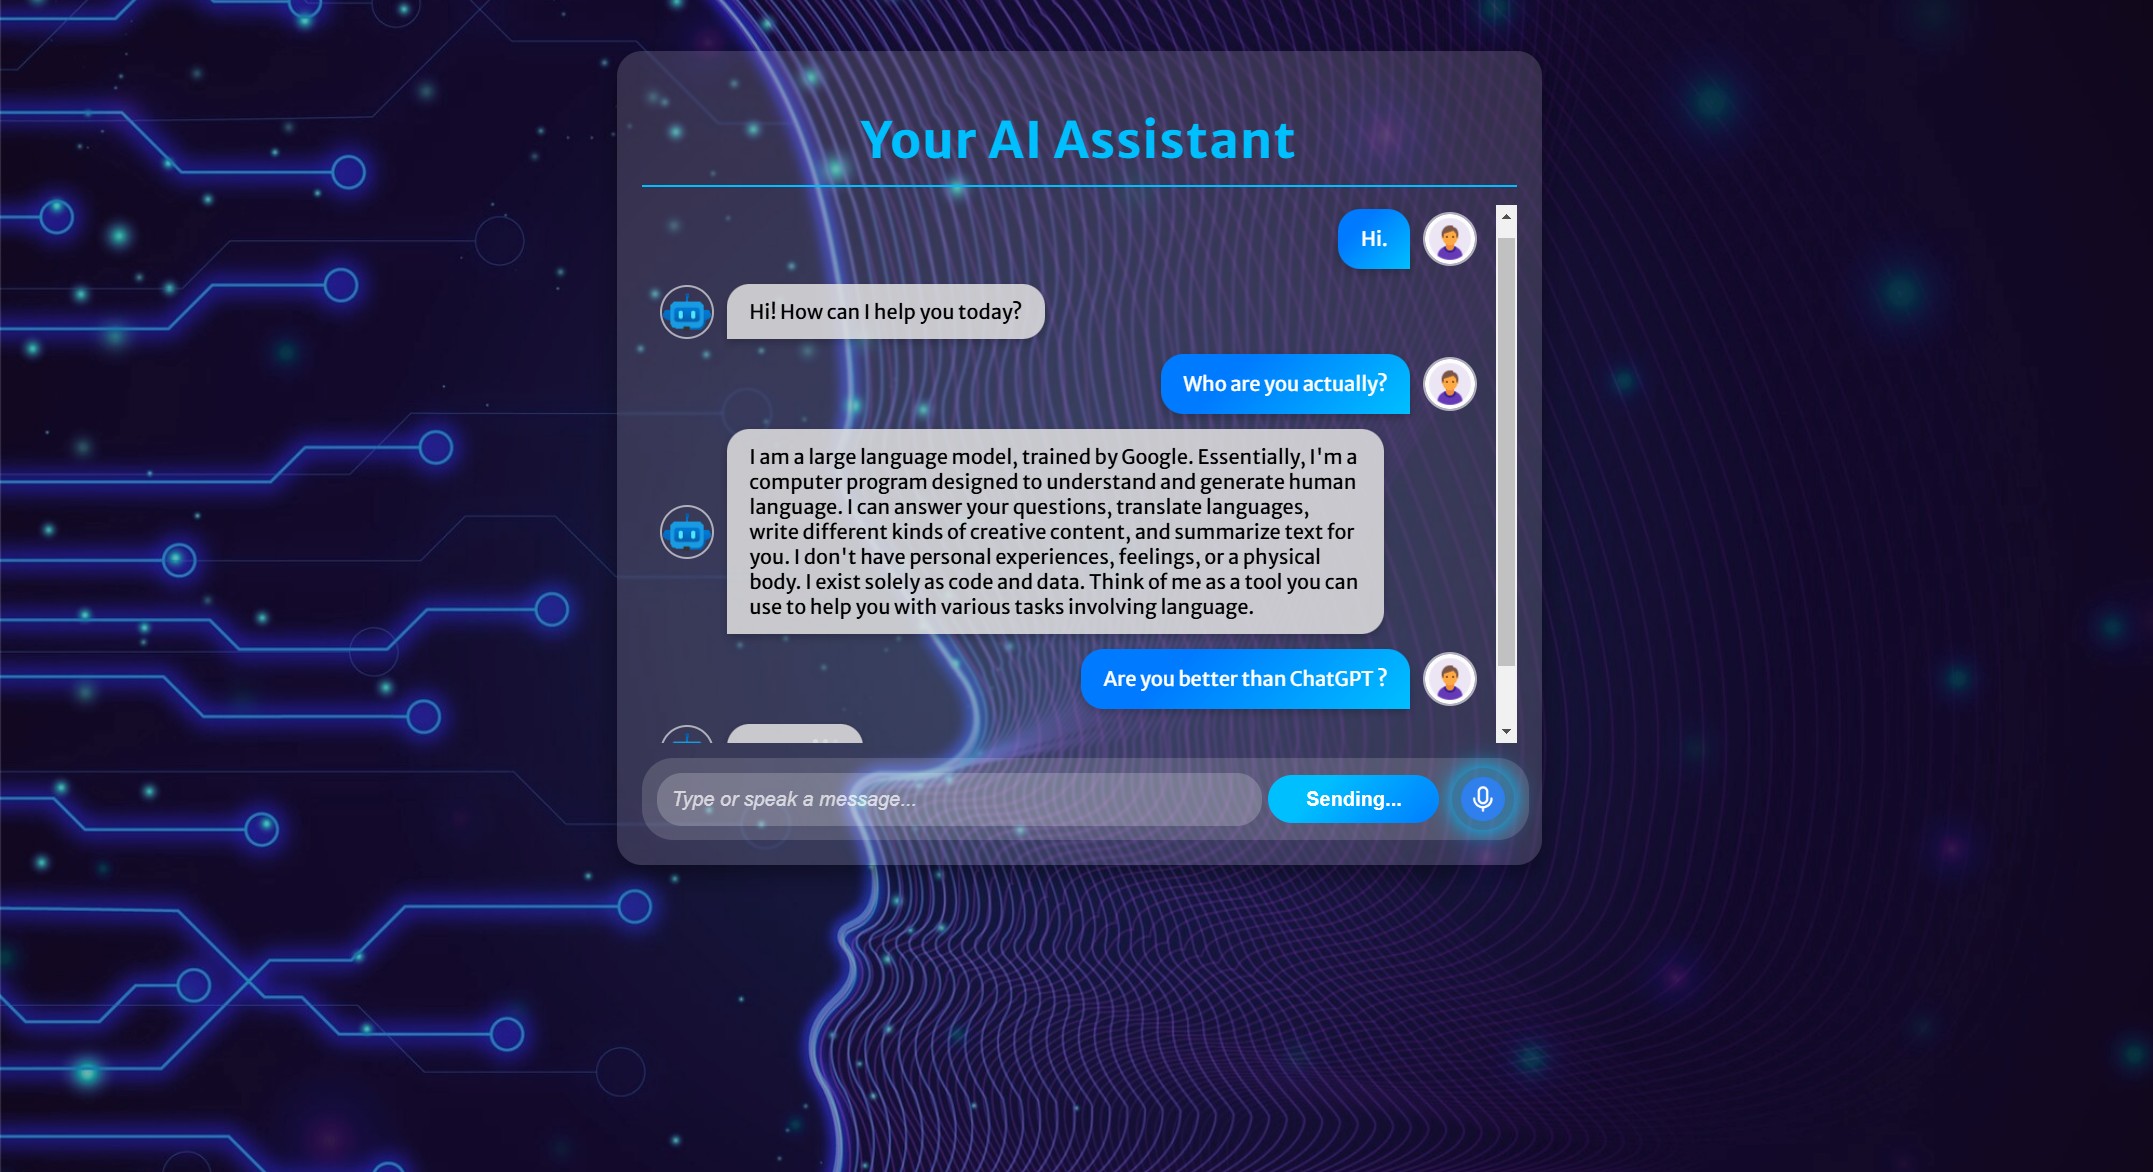 Your AI Assistant
Hi.
Hi! How can I help you today?
Who are you actually?
I am a large language model, trained by Google. Essentially, I'm a
computer program designed to understand and generate human
language. I can answer your questions, translate languages,
write different kinds of creative content, and summarize text for
you. I don't have personal experiences, feelings, or a physical
body. I exist solely as code and data. Think of me as a tool you can
use to help you with various tasks involving language.
Are you better than ChatGPT ?
Type or speak a message...
Sending...